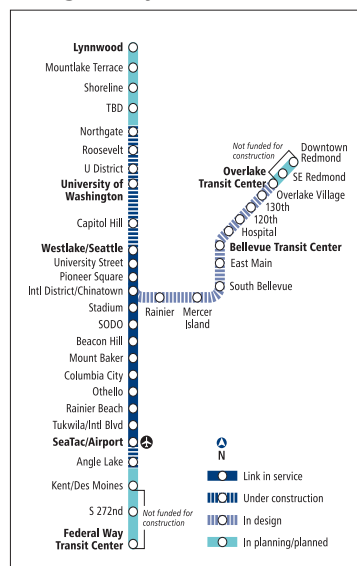 Lynnwood
Mountlake Terrace
Shoreline
TBD
Northgate
Roosevelt
U District
University of
Washington
Capitol Hill
Westlake/Seattle
University Street
Pioneer Square
Intl District/Chinatown
Stadium
SODO
Beacon Hill
Mount Baker
Columbia City
Othello
Rainier Beach
Tukwila/Intl Blvd
SeaTac/Airport
Angle Lake
Kent/Des Moines
S 272nd
Not funded for
construction
Federal Way
Transit Center
Not funded for
construction
Downtown
Redmond
SE Redmond
Overlake
Transit Center
Overlake Village
130th
120th
Hospital
Bellevue Transit Center
East Main
South Bellevue
Rainier
Mercer
Island
N
Link in service
Under construction
In design
In planning/planned